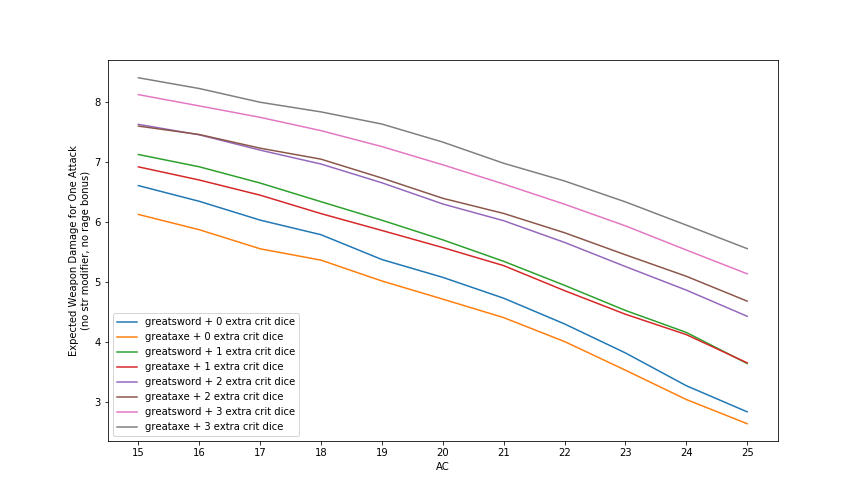 Expected Weapon Damage for One Attack
(no str modifier, no rage bonus)
8
7
6
5
4
3
greatsword + 0 extra crit dice
greataxe + 0 extra crit dice
greatsword + 1 extra crit dice
greataxe + 1 extra crit dice
greatsword + 2 extra crit dice
greataxe + 2 extra crit dice
greatsword + 3 extra crit dice
greataxe + 3 extra crit dice
15 16 17 18 19 20 21 22 23 24 25
AC